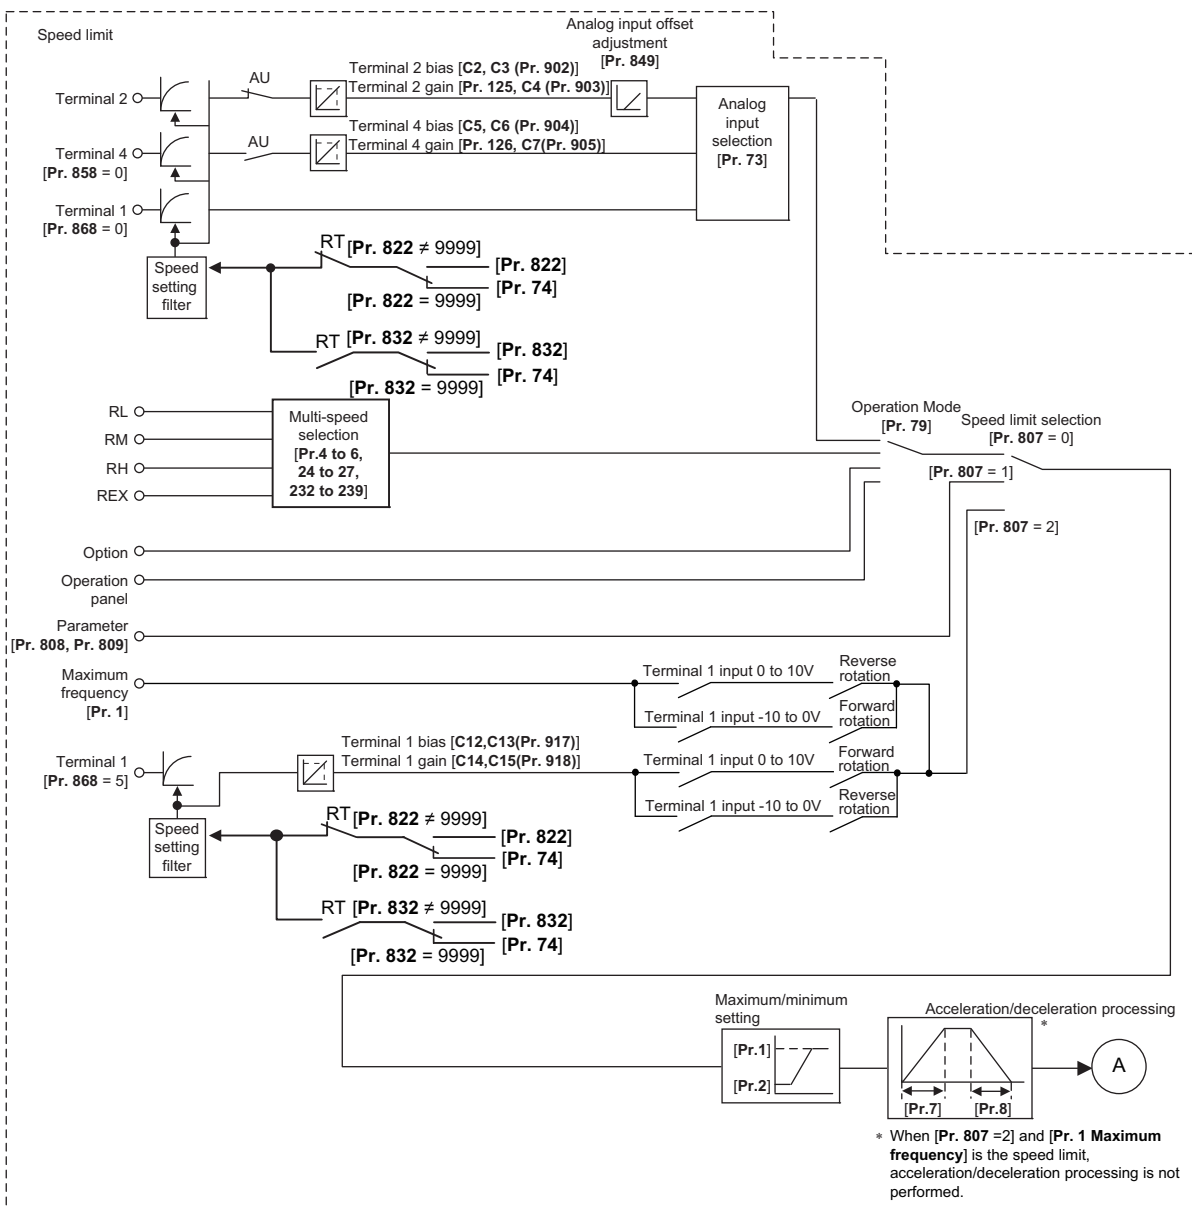 Speed limit
Analog input offset
adjustment
[Pr. 849]
Terminal 2
AU
Terminal 2 bias [C2, C3 (Pr. 902)]
Terminal 2 gain [Pr. 125, C4 (Pr. 903)]
Analog
input
selection
[Pr. 73]
Terminal 4
[Pr. 858 = 0]
AU
Terminal 4 bias [C5, C6 (Pr. 904)]
Terminal 4 gain [Pr. 126, C7(Pr. 905)]
Terminal 1
[Pr. 868 = 0]
Speed
setting
filter
RT [Pr. 822 ≠ 9999]
[Pr. 822]
[Pr. 74]
[Pr. 822 = 9999]
RT [Pr. 832 ≠ 9999]
[Pr. 832]
[Pr. 74]
[Pr. 832 = 9999]
RL
RM
RH
REX
Multi-speed
selection
[Pr.4 to 6,
24 to 27,
232 to 239]
Operation Mode
[Pr. 79]
Speed limit selection
[Pr. 807 = 0]
[Pr. 807 = 1]
[Pr. 807 = 2]
Option
Operation
panel
Parameter
[Pr. 808, Pr. 809]
Maximum
frequency
[Pr. 1]
Terminal 1 input 0 to 10V
Reverse
rotation
Terminal 1 input -10 to 0V
Forward
rotation
Terminal 1
[Pr. 868 = 5]
Terminal 1 bias [C12,C13(Pr. 917)]
Terminal 1 gain [C14,C15(Pr. 918)]
Terminal 1 input 0 to 10V
Forward
rotation
Terminal 1 input -10 to 0V
Reverse
rotation
Speed
setting
filter
RT [Pr. 822 ≠ 9999]
[Pr. 822]
[Pr. 74]
[Pr. 822 = 9999]
RT [Pr. 832 ≠ 9999]
[Pr. 832]
[Pr. 74]
[Pr. 832 = 9999]
Maximum/minimum
setting
[Pr.1]
[Pr.2]
Acceleration/deceleration processing
*
[Pr.7]
[Pr.8]
A
* When [Pr. 807 =2] and [Pr. 1 Maximum
frequency] is the speed limit,
acceleration/deceleration processing is not
performed.